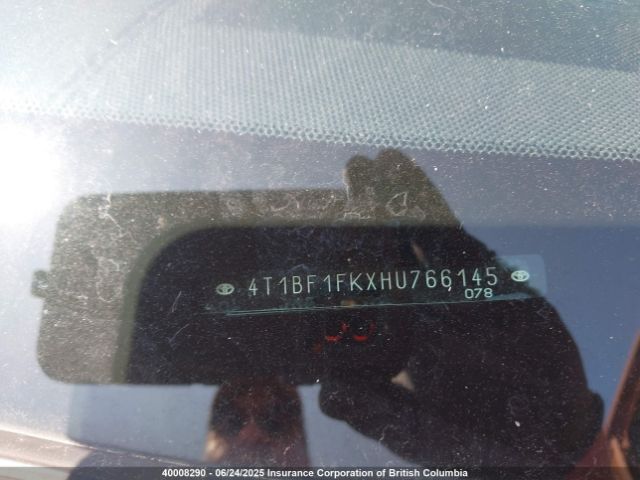 4T1BF1FKXHU766145
078
40008290 - 06/24/2025 Insurance Corporation of British Columbia